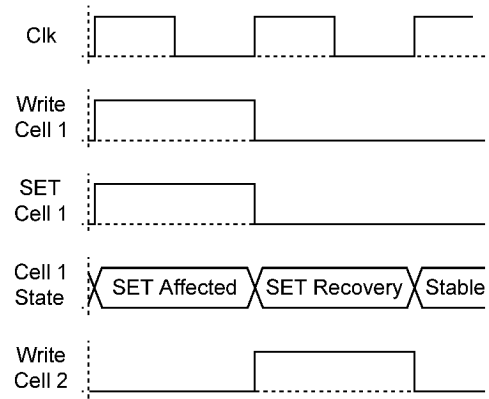 Clk
Write
Cell 1
SET
Cell 1
Cell 1
State
SET Affected
SET Recovery
Stable
Write
Cell 2